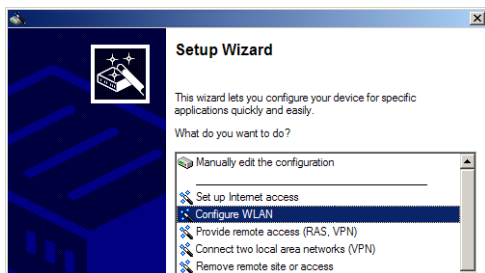 Setup Wizard
This wizard lets you configure your device for specific
applications quickly and easily.
What do you want to do?
Manually edit the configuration
Set up Internet access
Configure WLAN
Provide remote access (RAS, VPN)
Connect two local area networks (VPN)
Remove remote site or access